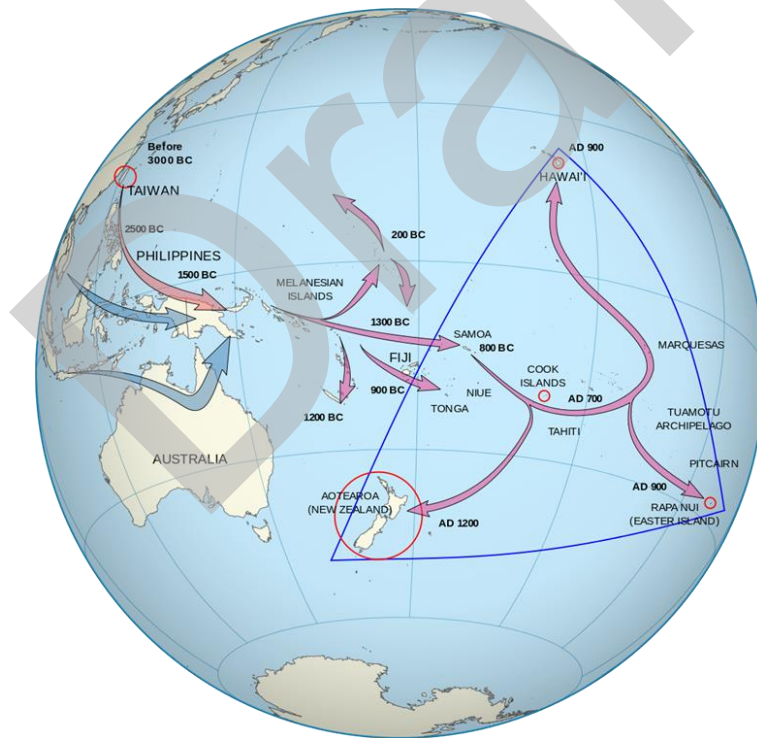 Draft
Before
3000 BC
TAIWAN
2500 BC
PHILIPPINES
1500 BC
MELANESIAN
ISLANDS
200 BC
AD 900
HAWAI'I
1300 BC
SAMOA
800 BC
FIJI
900 BC
1200 BC
TONGA
NIUE
COOK
ISLANDS
AD 700
TAHITI
MARQUESAS
TUAMOTU
ARCHIPELAGO
PITCAIRN
AD 900
RAPA NUI
(EASTER ISLAND)
AUSTRALIA
AOTEAROA
(NEW ZEALAND)
AD 1200